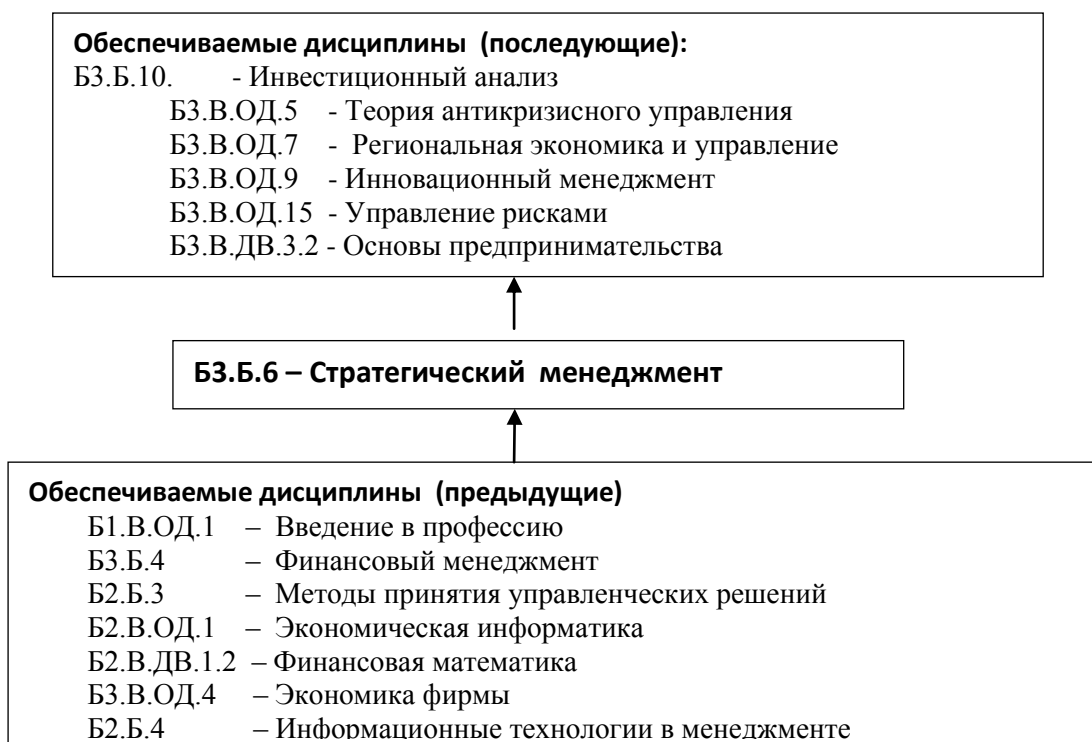 Обеспечиваемые дисциплины (последующие):
Б3.Б.10. - Инвестиционный анализ
Б3.В.ОД.5 - Теория антикризисного управления
Б3.В.ОД.7 - Региональная экономика и управление
Б3.В.ОД.9 - Инновационный менеджмент
Б3.В.ОД.15 - Управление рисками
Б3.В.ДВ.3.2 - Основы предпринимательства
Б3.Б.6 – Стратегический менеджмент
Обеспечиваемые дисциплины (предыдущие)
Б1.В.ОД.1 – Введение в профессию
Б3.Б.4 – Финансовый менеджмент
Б2.Б.3 – Методы принятия управленческих решений
Б2.В.ОД.1 – Экономическая информатика
Б2.В.ДВ.1.2 – Финансовая математика
Б3.В.ОД.4 – Экономика фирмы
Б2.Б.4 – Информационные технологии в менеджменте